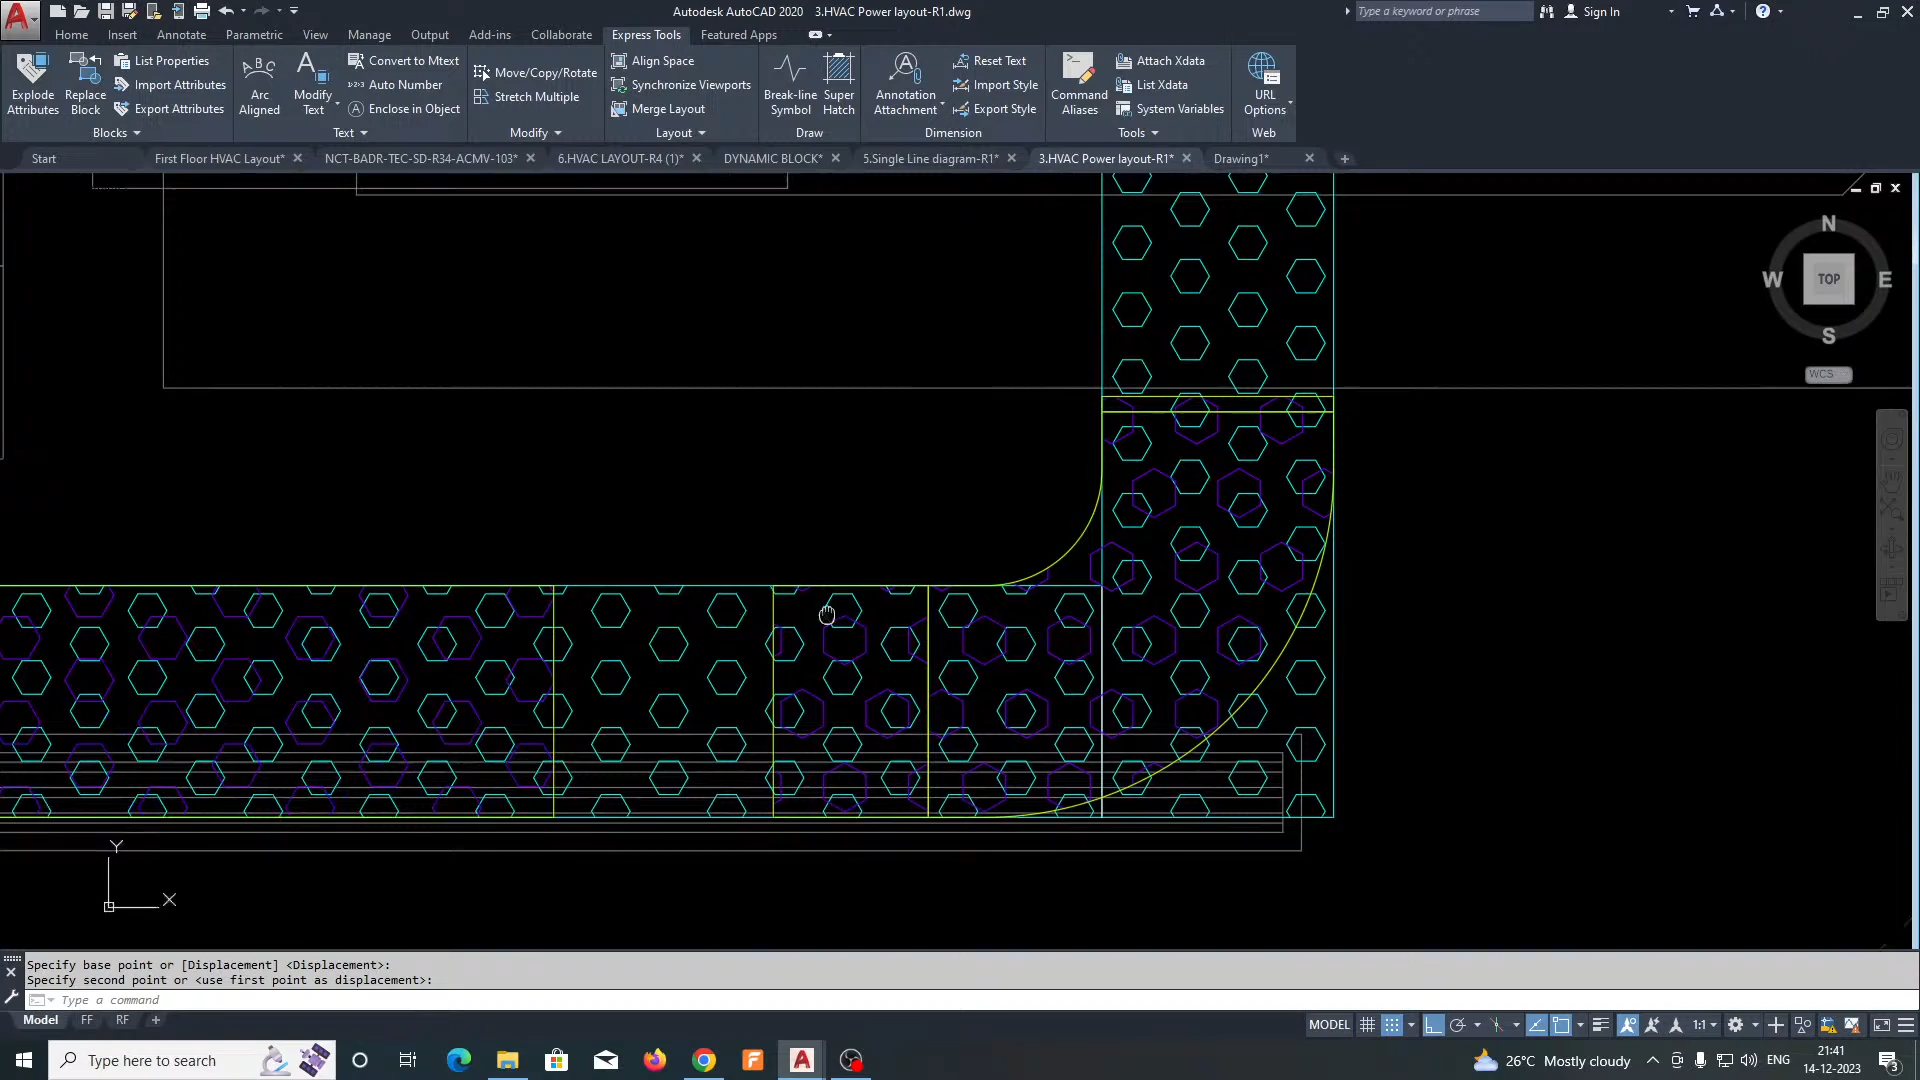 Autodesk AutoCAD 2020 3.HVAC Power layout-R1.dwg
Type a keyword or phrase
Sign In
Home Insert Annotate Parametric View Manage Output Add-ins Collaborate Express Tools Featured Apps
Explode Attributes
Replace Block
List Properties
Import Attributes
Export Attributes
Blocks
ABC
Arc Aligned
Modify Text
Convert to Mtext
Auto Number
Enclose in Object
Text
Move/Copy/Rotate
Stretch Multiple
Modify
Align Space
Synchronize Viewports
Merge Layout
Layout
Break-line Symbol
Super Hatch
Draw
Annotation Attachment
Reset Text
Import Style
Export Style
Dimension
Command Aliases
Attach Xdata
List Xdata
System Variables
Tools
URL Options
Web
Start
First Floor HVAC Layout*
NCT-BADR-TEC-SD-R34-ACMV-103*
6.HVAC LAYOUT-R4 (1)*
DYNAMIC BLOCK*
5.Single Line diagram-R1*
3.HVAC Power layout-R1*
Drawing1*
N
W TOP E
S
WCS
Y
X
Specify base point or [Displacement] <Displacement>:
Specify second point or <use first point as displacement>:
Type a command
Model FF RF
MODEL 1:1
Type here to search
26°C Mostly cloudy
ENG
21:41
14-12-2023
3